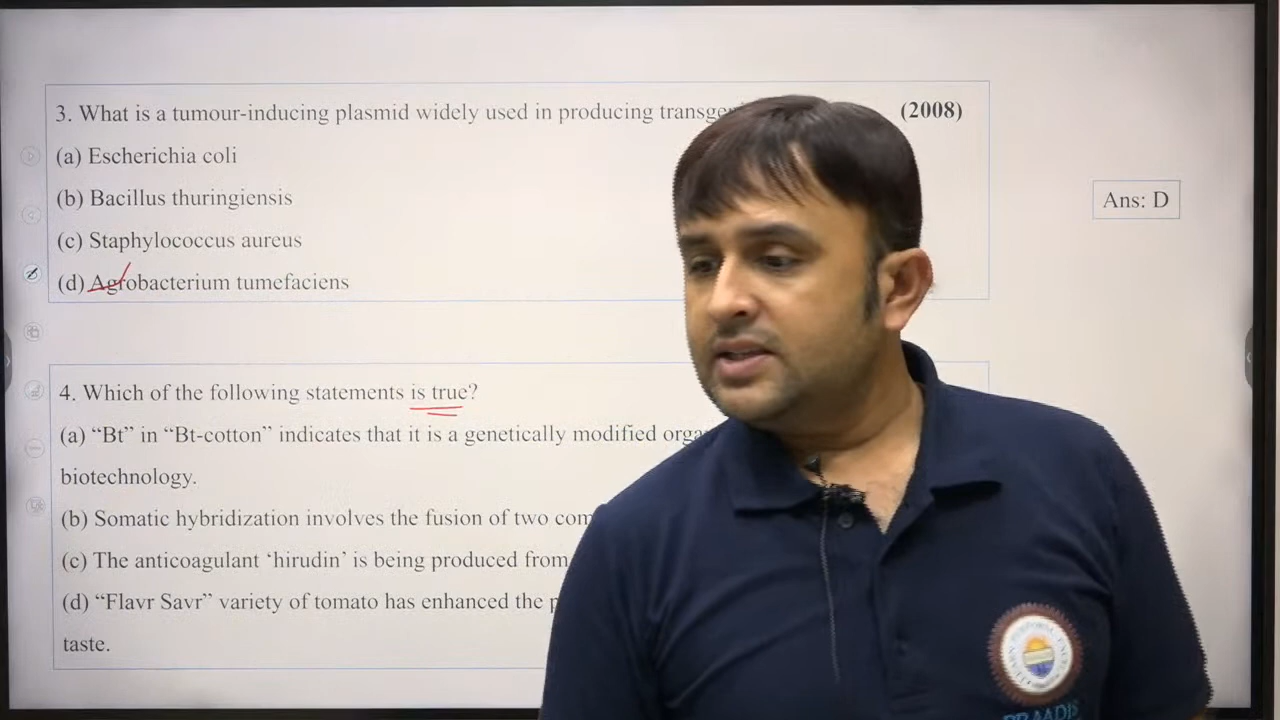 3. What is a tumour-inducing plasmid widely used in producing
(2008)
(a) Escherichia coli
(b) Bacillus thuringiensis
(c) Staphylococcus aureus
(d) Agrobacterium tumefaciens
Ans: D
4. Which of the following statements is true?
(a) “Bt” in “Bt-cotton” indicates that it is a genetically modified
biotechnology.
(b) Somatic hybridization involves the fusion of two
(c) The anticoagulant ‘hirudin’ is being produced from
(d) “Flavr Savr” variety of tomato has enhanced the
taste.
PRAADIS